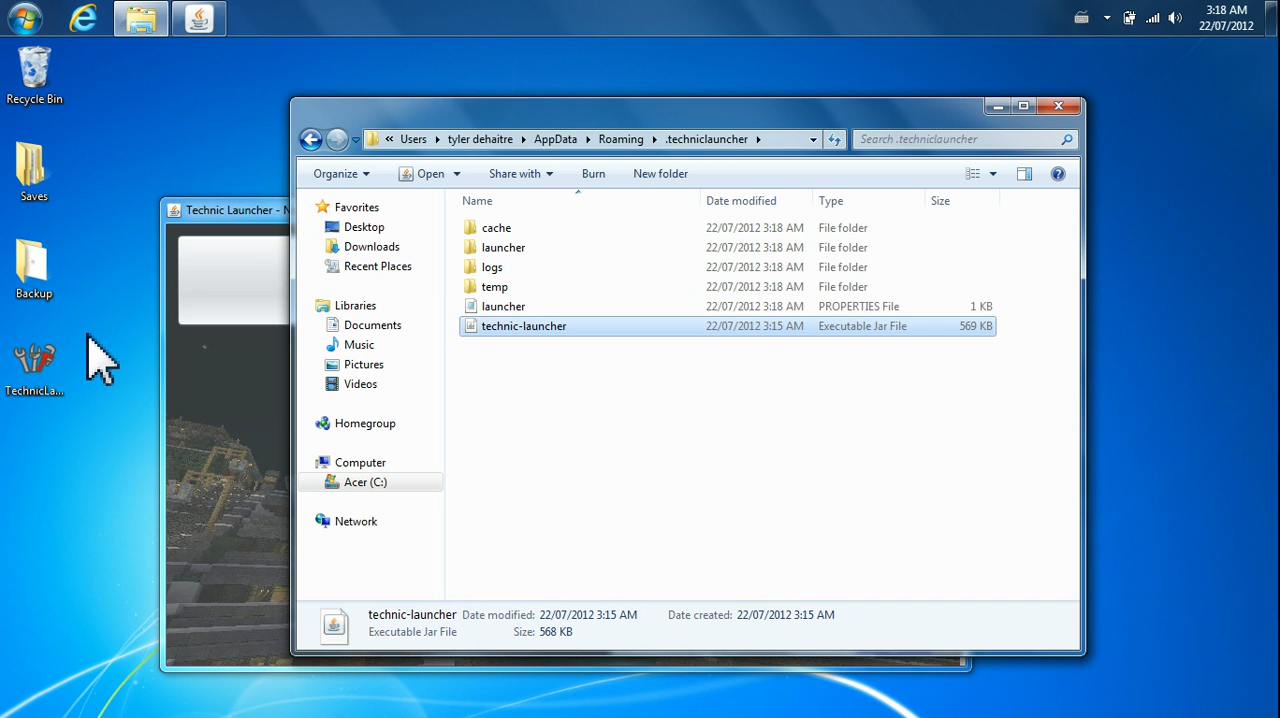 3:18 AM
22/07/2012
Recycle Bin
Saves
Backup
TechnicLa...
Technic Launcher - N
« Users tyler dehaitre AppData Roaming .techniclauncher
Search .techniclauncher
Organize Open Share with Burn New folder
Favorites
Desktop
Downloads
Recent Places
Libraries
Documents
Music
Pictures
Videos
Homegroup
Computer
Acer (C:)
Network
Name Date modified Type Size
cache 22/07/2012 3:18 AM File folder
launcher 22/07/2012 3:18 AM File folder
logs 22/07/2012 3:18 AM File folder
temp 22/07/2012 3:18 AM File folder
launcher 22/07/2012 3:18 AM PROPERTIES File 1 KB
technic-launcher 22/07/2012 3:15 AM Executable Jar File 569 KB
technic-launcher Date modified: 22/07/2012 3:15 AM Date created: 22/07/2012 3:15 AM
Executable Jar File Size: 568 KB